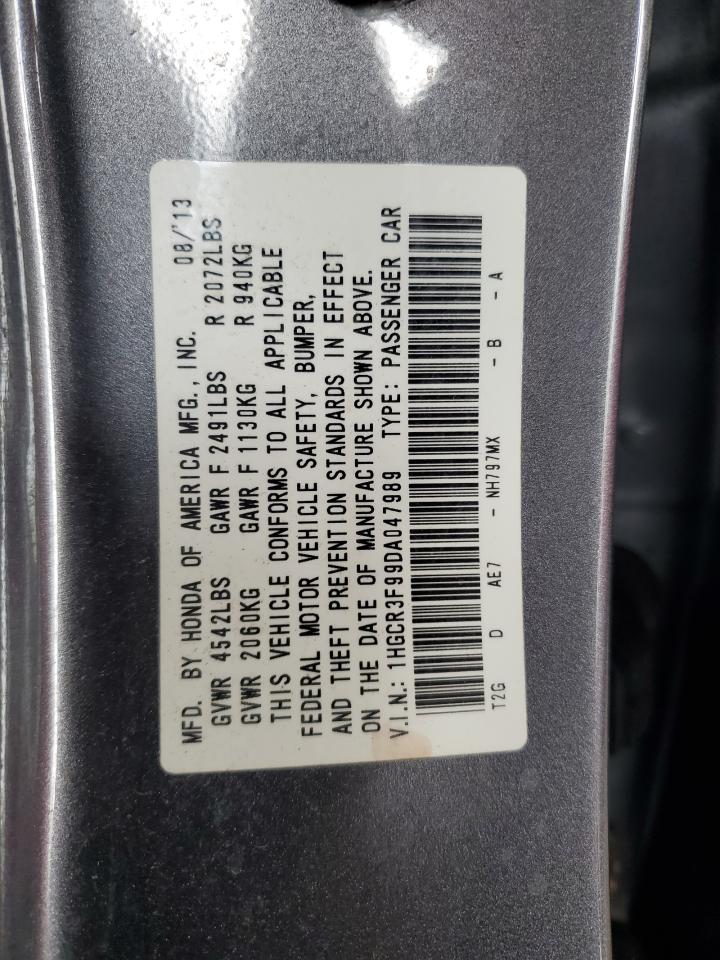 MFD. BY HONDA OF AMERICA MFG., INC. 08/'13
GVWR 4542LBS GAWR F 2491LBS R 2072LBS
GVWR 2060KG GAWR F 1130KG R 940KG
THIS VEHICLE CONFORMS TO ALL APPLICABLE
FEDERAL MOTOR VEHICLE SAFETY, BUMPER,
AND THEFT PREVENTION STANDARDS IN EFFECT
ON THE DATE OF MANUFACTURE SHOWN ABOVE.
V.I.N.: 1HGCR3F99DA047989 TYPE: PASSENGER CAR
T2G D AE7 - NH797MX - B - A